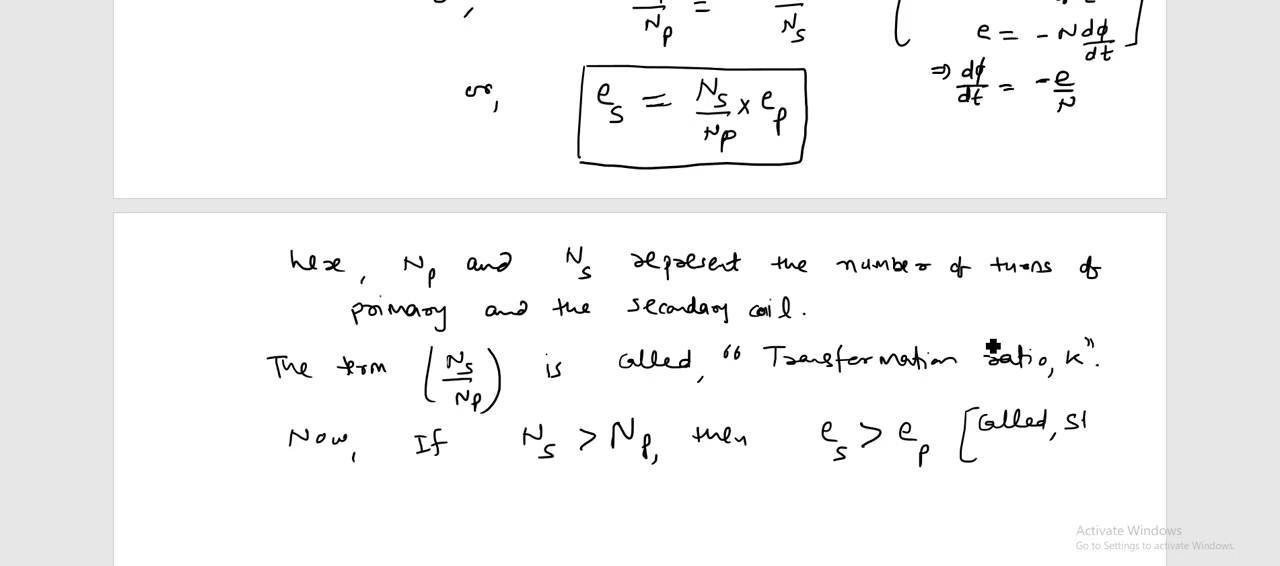 Np = Ns
e = - N dφ/dt
⇒ dφ/dt = - e/N
or, es = Ns/Np × ep
here, Np and Ns represent the number of turns of
primary and the secondary coil.
The term (Ns/Np) is called, "Transformation ratio, K".
Now, If Ns > Np, then es > ep [Called, St
Activate Windows
Go to Settings to activate Windows.